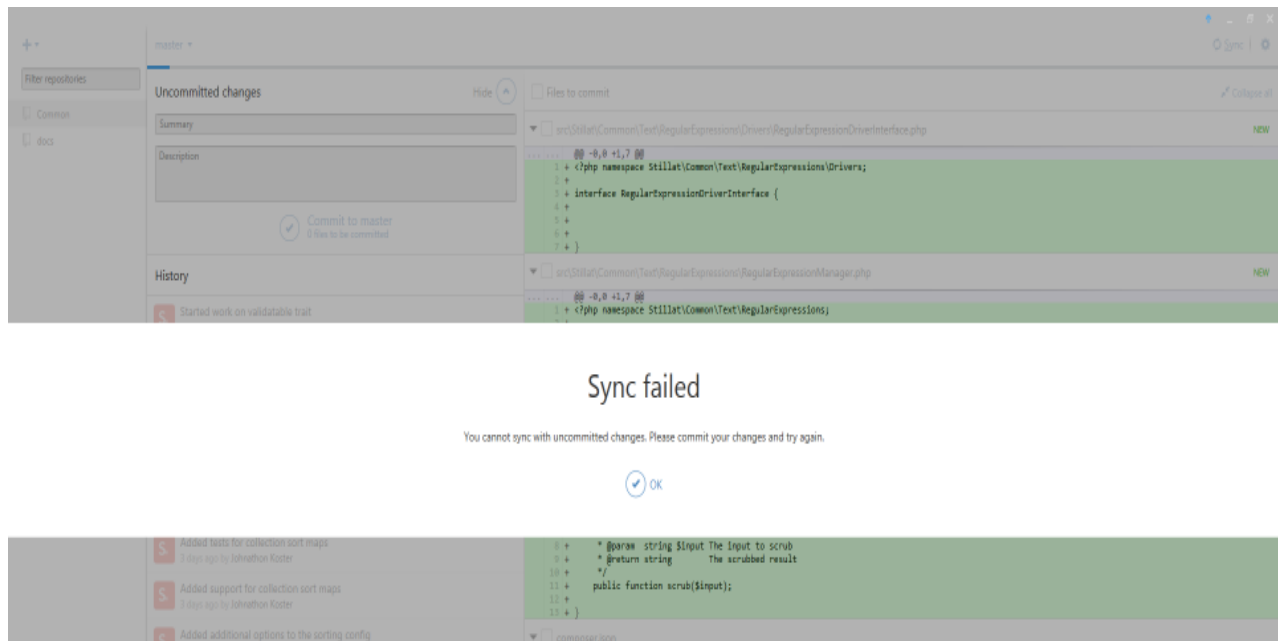 master
Sync
Filter repositories
Common
docs
Uncommitted changes
Hide
Summary
Description
Commit to master
0 files to be committed
History
Started work on validatable trait
Files to commit
Collapse all
src\Stillat\Common\Text\RegularExpressions\Drivers\RegularExpressionDriverInterface.php
NEW
... ... @@ -0,0 +1,7 @@
1 + <?php namespace Stillat\Common\Text\RegularExpressions\Drivers;
2 +
3 + interface RegularExpressionDriverInterface {
4 +
5 +
6 +
7 + }
src\Stillat\Common\Text\RegularExpressions\RegularExpressionManager.php
NEW
... ... @@ -0,0 +1,7 @@
1 + <?php namespace Stillat\Common\Text\RegularExpressions;
Sync failed
You cannot sync with uncommitted changes. Please commit your changes and try again.
OK
S.
Added tests for collection sort maps
3 days ago by Johnathon Koster
S.
Added support for collection sort maps
3 days ago by Johnathon Koster
Added additional options to the sorting config
8 + * @param string $input The input to scrub
9 + * @return string The scrubbed result
10 + */
11 + public function scrub($input);
12 +
13 + }
composer.json